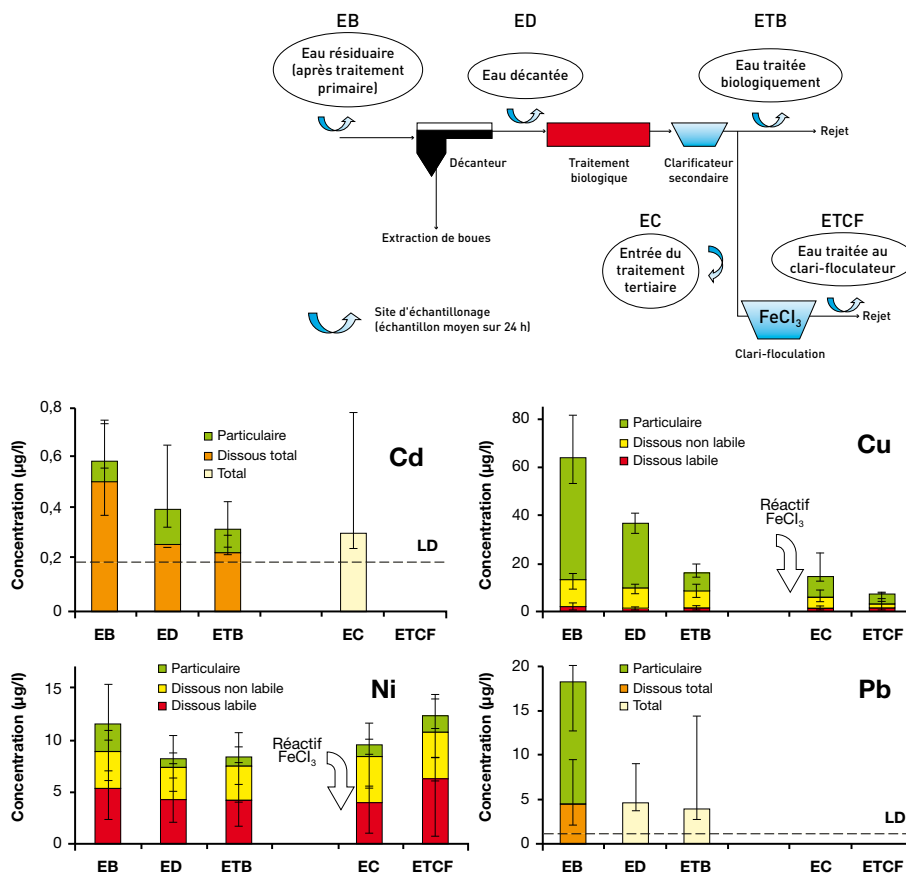 EB
ED
ETB
Eau résiduaire
(après traitement
primaire)
Eau décantée
Eau traitée
biologiquement
Rejet
Décanteur
Traitement
biologique
Clarificateur
secondaire
Extraction de boues
EC
Entrée du
traitement
tertiaire
ETCF
Eau traitée au
clari-floculateur
Site d'échantillonage
(échantillon moyen sur 24 h)
FeCl3
Rejet
Clari-floculation
Concentration (µg/l)
0,8
0,6
0,4
0,2
0
Particulaire
Dissous total
Total
Cd
LD
EB ED ETB EC ETCF
Concentration (µg/l)
80
60
40
20
0
Particulaire
Dissous non labile
Dissous labile
Cu
Réactif
FeCl3
EB ED ETB EC ETCF
Concentration (µg/l)
15
10
5
0
Particulaire
Dissous non labile
Dissous labile
Ni
Réactif
FeCl3
EB ED ETB EC ETCF
Concentration (µg/l)
20
15
10
5
0
Particulaire
Dissous total
Total
Pb
LD
EB ED ETB EC ETCF